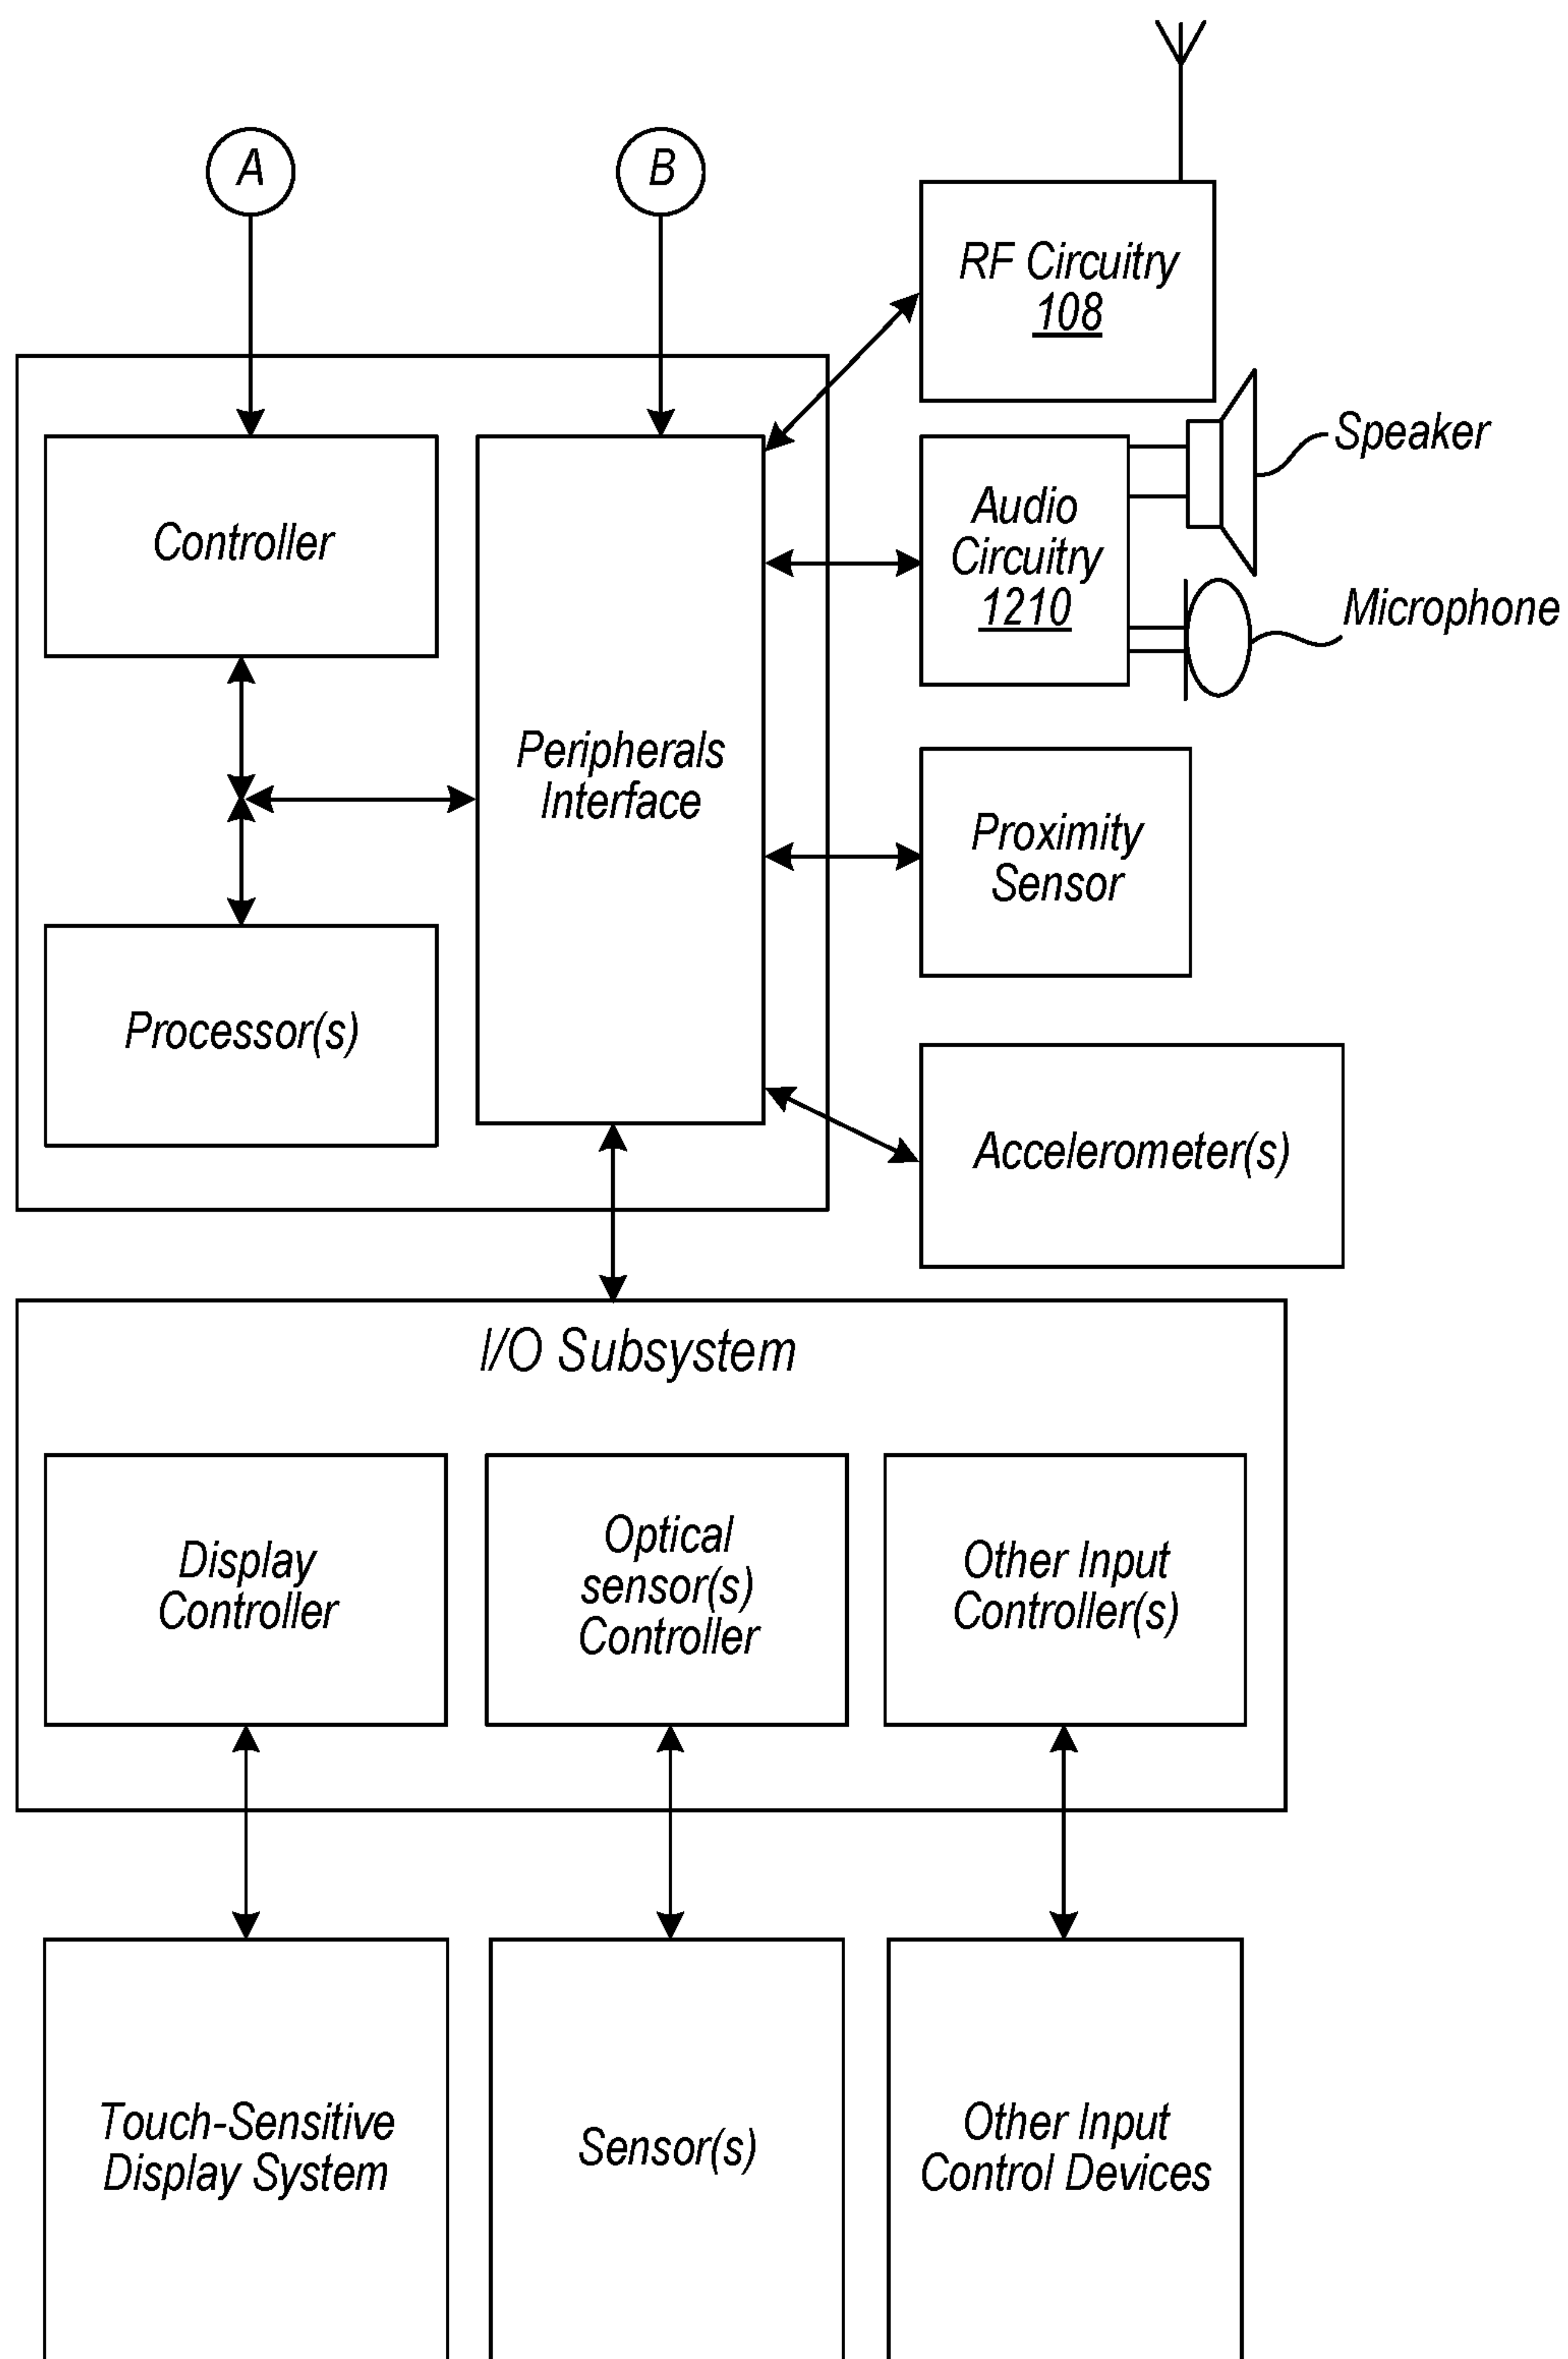 A
B
RF Circuitry
108
Speaker
Controller
Audio
Circuitry
1210
Microphone
Peripherals
Interface
Proximity
Sensor
Processor(s)
Accelerometer(s)
I/O Subsystem
Display
Controller
Optical
sensor(s)
Controller
Other Input
Controller(s)
Touch-Sensitive
Display System
Sensor(s)
Other Input
Control Devices